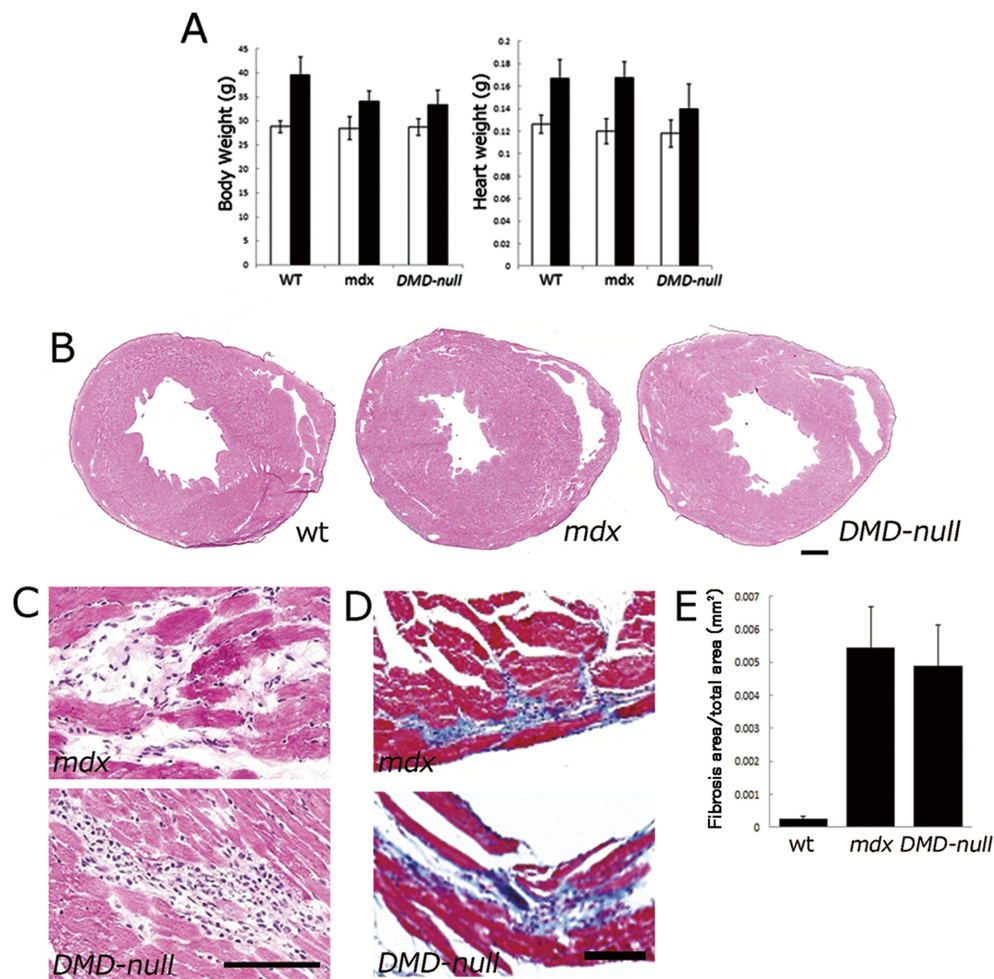 A
Body Weight (g)
45
40
35
30
25
20
15
10
5
0
WT mdx DMD-null
Heart weight (g)
0.2
0.18
0.16
0.14
0.12
0.1
0.08
0.06
0.04
0.02
0
WT mdx DMD-null
B
wt
mdx
DMD-null
C
mdx
DMD-null
D
mdx
DMD-null
E
Fibrosis area/total area (mm²)
0.007
0.006
0.005
0.004
0.003
0.002
0.001
0
wt mdx DMD-null